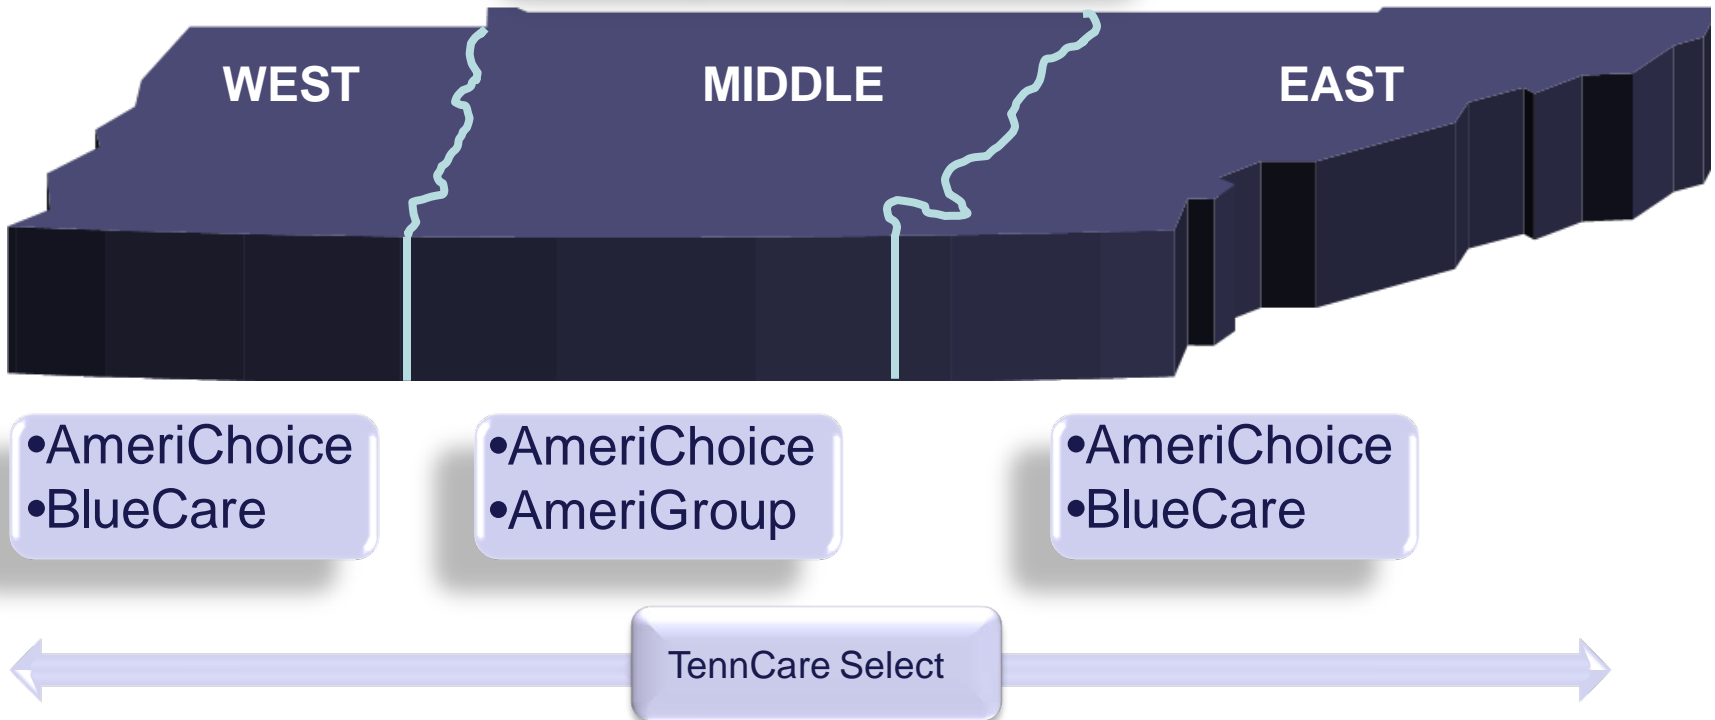 WEST
MIDDLE
EAST
•AmeriChoice
•BlueCare
•AmeriChoice
•AmeriGroup
•AmeriChoice
•BlueCare
TennCare Select